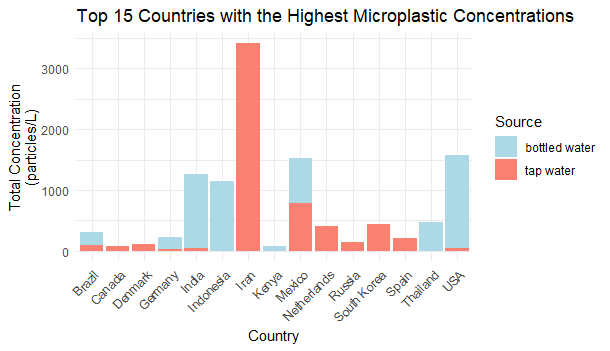 Top 15 Countries with the Highest Microplastic Concentrations
Total Concentration
(particles/L)
3000
2000
1000
0
Brazil
Canada
Denmark
Germany
India
Indonesia
Iran
Kenya
Mexico
Netherlands
Russia
South Korea
Spain
Thailand
USA
Country
Source
bottled water
tap water